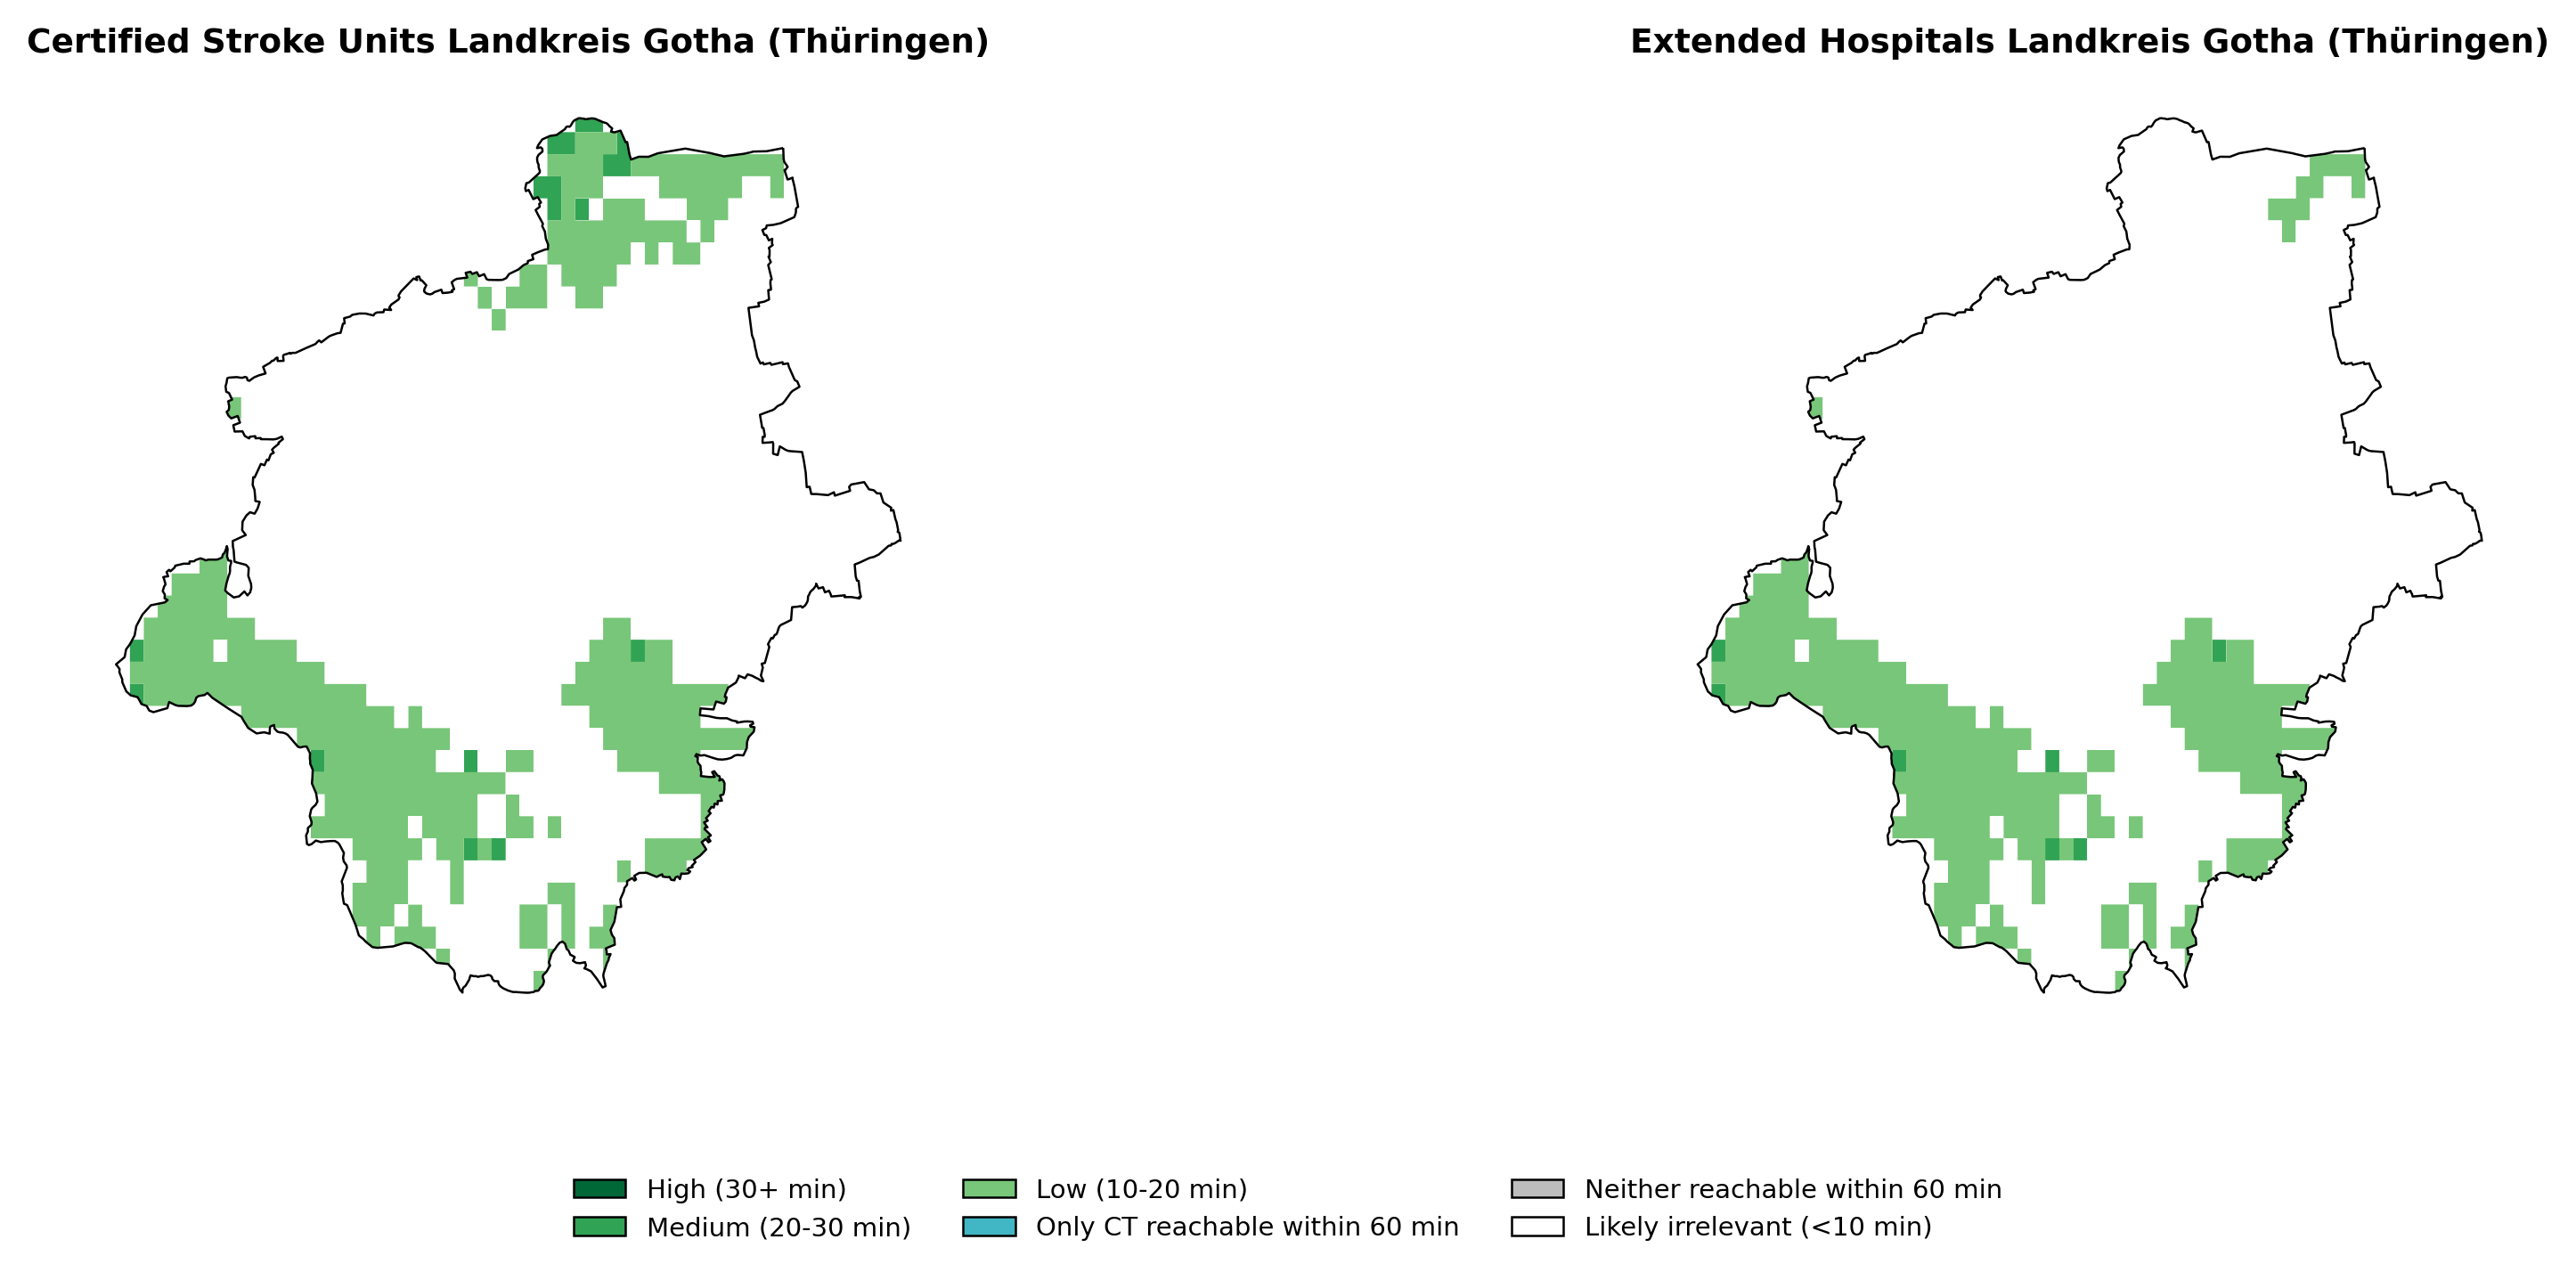 Certified Stroke Units Landkreis Gotha (Thüringen)
Extended Hospitals Landkreis Gotha (Thüringen)
High (30+ min)
Medium (20-30 min)
Low (10-20 min)
Only CT reachable within 60 min
Neither reachable within 60 min
Likely irrelevant (<10 min)